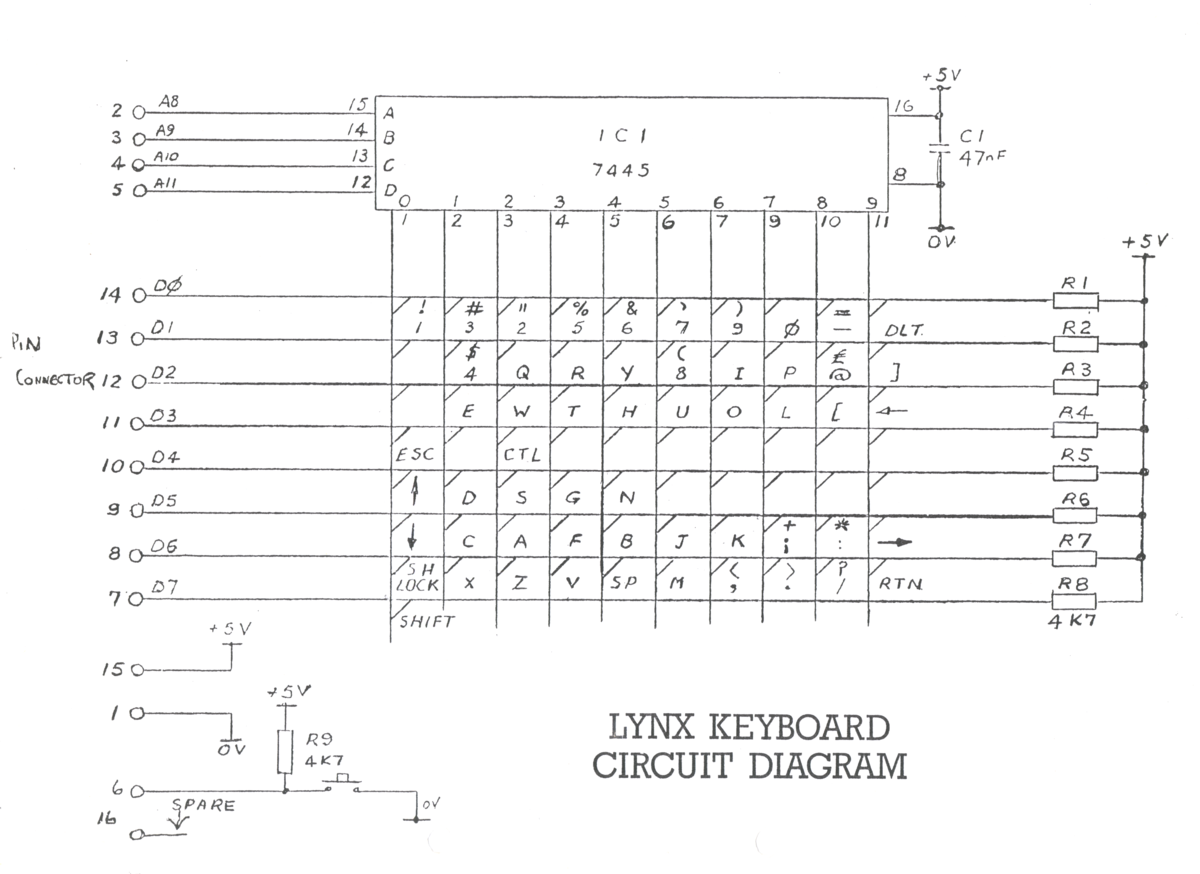 +5V
2 A8 15 A 16
3 A9 14 B IC1 C1
4 A10 13 C 7445 47nF
5 A11 12 D 8
0 1 2 3 4 5 6 7 8 9
1 2 3 4 5 6 7 9 10 11
0V
+5V
14 DØ R1
! # " % & ' ) =
1 3 2 5 6 7 9 Ø — DLT.
13 D1 R2
$ ( £
4 Q R Y 8 I P @ ]
PIN
CONNECTOR 12 D2 R3
E W T H U O L [ ←
11 D3 R4
ESC CTL
10 D4 R5
↑ D S G N
9 D5 R6
+ *
↓ C A F B J K ; : →
8 D6 R7
SH < > ?
LOCK X Z V SP M , . / RTN
7 D7 R8
SHIFT 4K7
+5V
15
+5V
1
0V
R9
4K7
6
0V
SPARE
16
LYNX KEYBOARD
CIRCUIT DIAGRAM